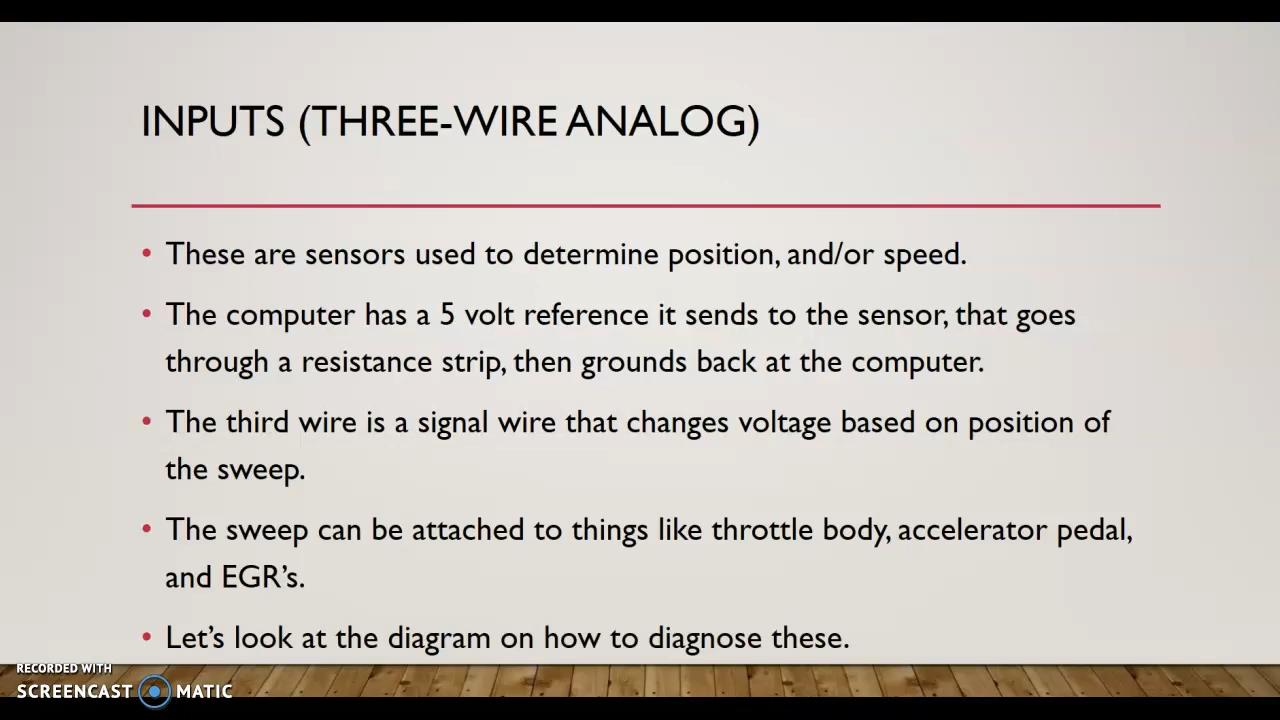 INPUTS (THREE-WIRE ANALOG)
• These are sensors used to determine position, and/or speed.
• The computer has a 5 volt reference it sends to the sensor, that goes
through a resistance strip, then grounds back at the computer.
• The third wire is a signal wire that changes voltage based on position of
the sweep.
• The sweep can be attached to things like throttle body, accelerator pedal,
and EGR's.
• Let's look at the diagram on how to diagnose these.
RECORDED WITH
SCREENCAST MATIC